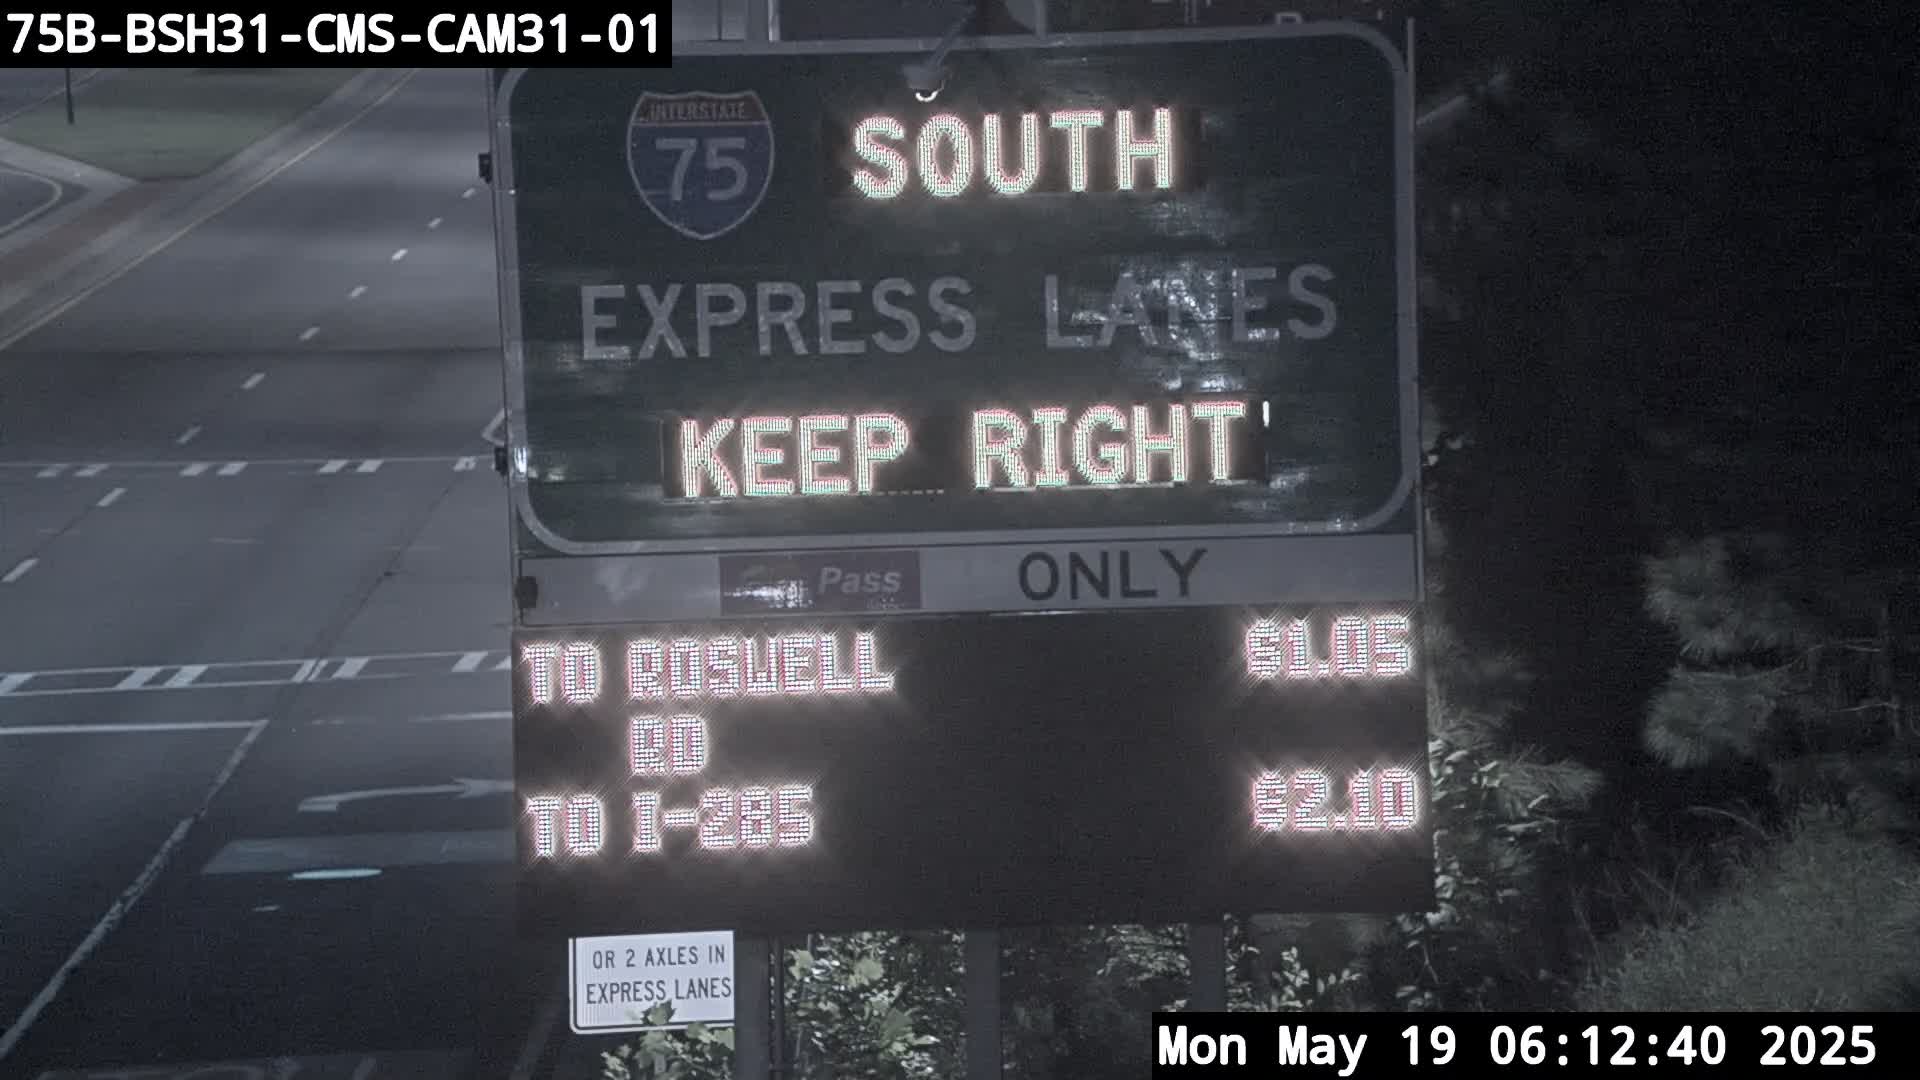 75B-BSH31-CMS-CAM31-01
INTERSTATE
75
SOUTH
EXPRESS LANES
KEEP RIGHT
Pass
ONLY
TO ROSWELL $1.05
RD
TO I-285 $2.10
OR 2 AXLES IN
EXPRESS LANES
Mon May 19 06:12:40 2025